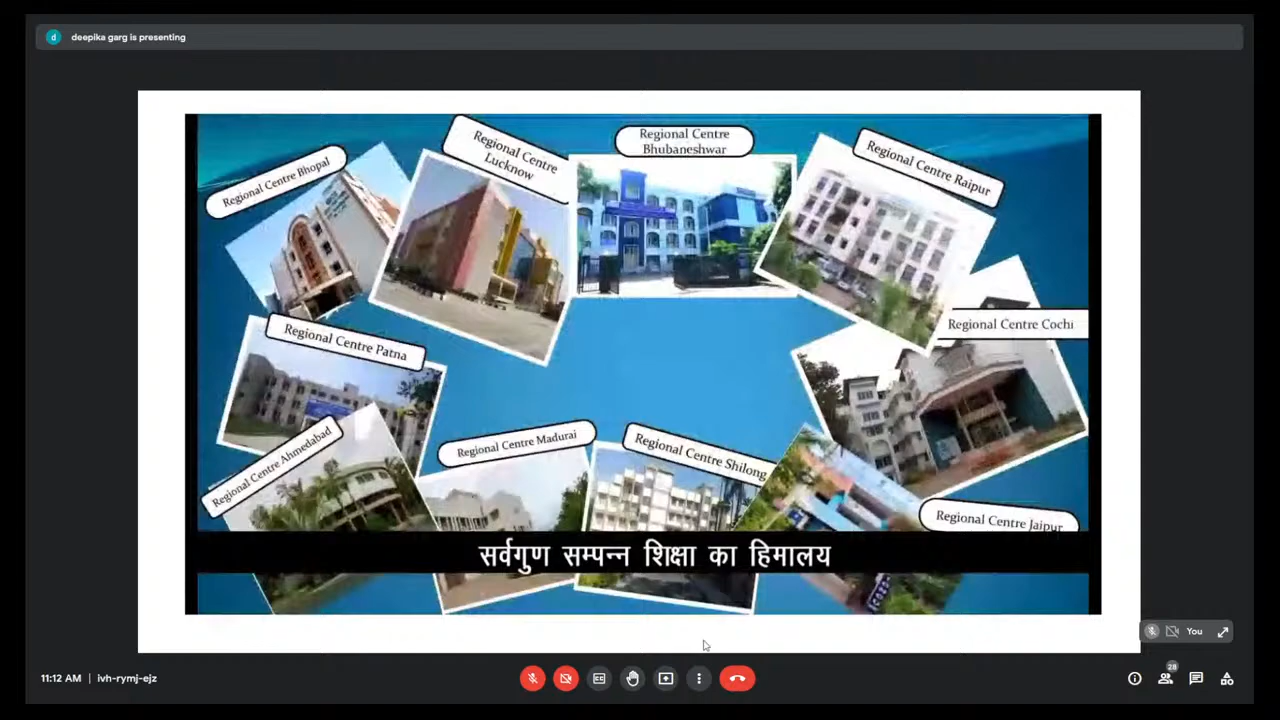 d deepika garg is presenting
Regional Centre Bhopal
Regional Centre
Lucknow
Regional Centre
Bhubaneshwar
Regional Centre Raipur
Regional Centre Cochi
Regional Centre Patna
Regional Centre Ahmedabad
Regional Centre Madurai
Regional Centre Shilong
Regional Centre Jaipur
सर्वगुण सम्पन्न शिक्षा का हिमालय
You
11:12 AM | ivh-rymj-ejz
28